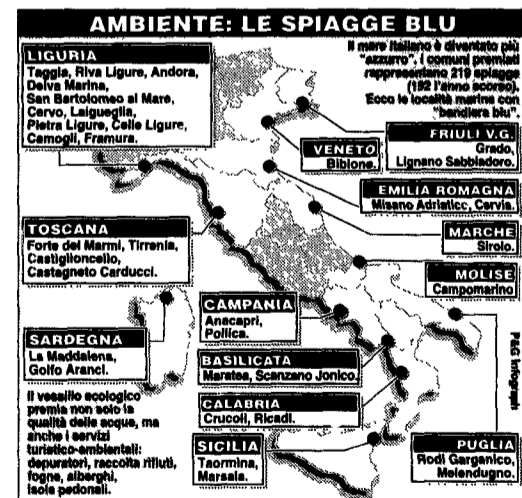 AMBIENTE: LE SPIAGGE BLU
Il mare italiano è diventato più
"azzurro", i comuni premiati
rappresentano 219 spiagge
(192 l'anno scorso).
Ecco le località marine con
"bandiera blu".
LIGURIA
Taggia, Riva Ligure, Andora,
Deiva Marina,
San Bartolomeo al Mare,
Cervo, Laigueglia,
Pietra Ligure, Celle Ligure,
Camogli, Framura.
VENETO
Bibione.
FRIULI V.G.
Grado,
Lignano Sabbiadoro.
EMILIA ROMAGNA
Misano Adriatico, Cervia.
TOSCANA
Forte dei Marmi, Tirrenia,
Castiglioncello,
Castagneto Carducci.
MARCHE
Sirolo.
MOLISE
Campomarino
CAMPANIA
Anacapri,
Pollica.
SARDEGNA
La Maddalena,
Golfo Aranci.
BASILICATA
Maratea, Scanzano Jonico.
CALABRIA
Crucoli, Ricadi.
SICILIA
Taormina,
Marsala.
PUGLIA
Rodi Garganico,
Melendugno.
Il vessillo ecologico
premia non solo la
qualità delle acque, ma
anche i servizi
turistico-ambientali:
depuratori, raccolta rifiuti,
fogne, alberghi,
isole pedonali.
P&G Infograph